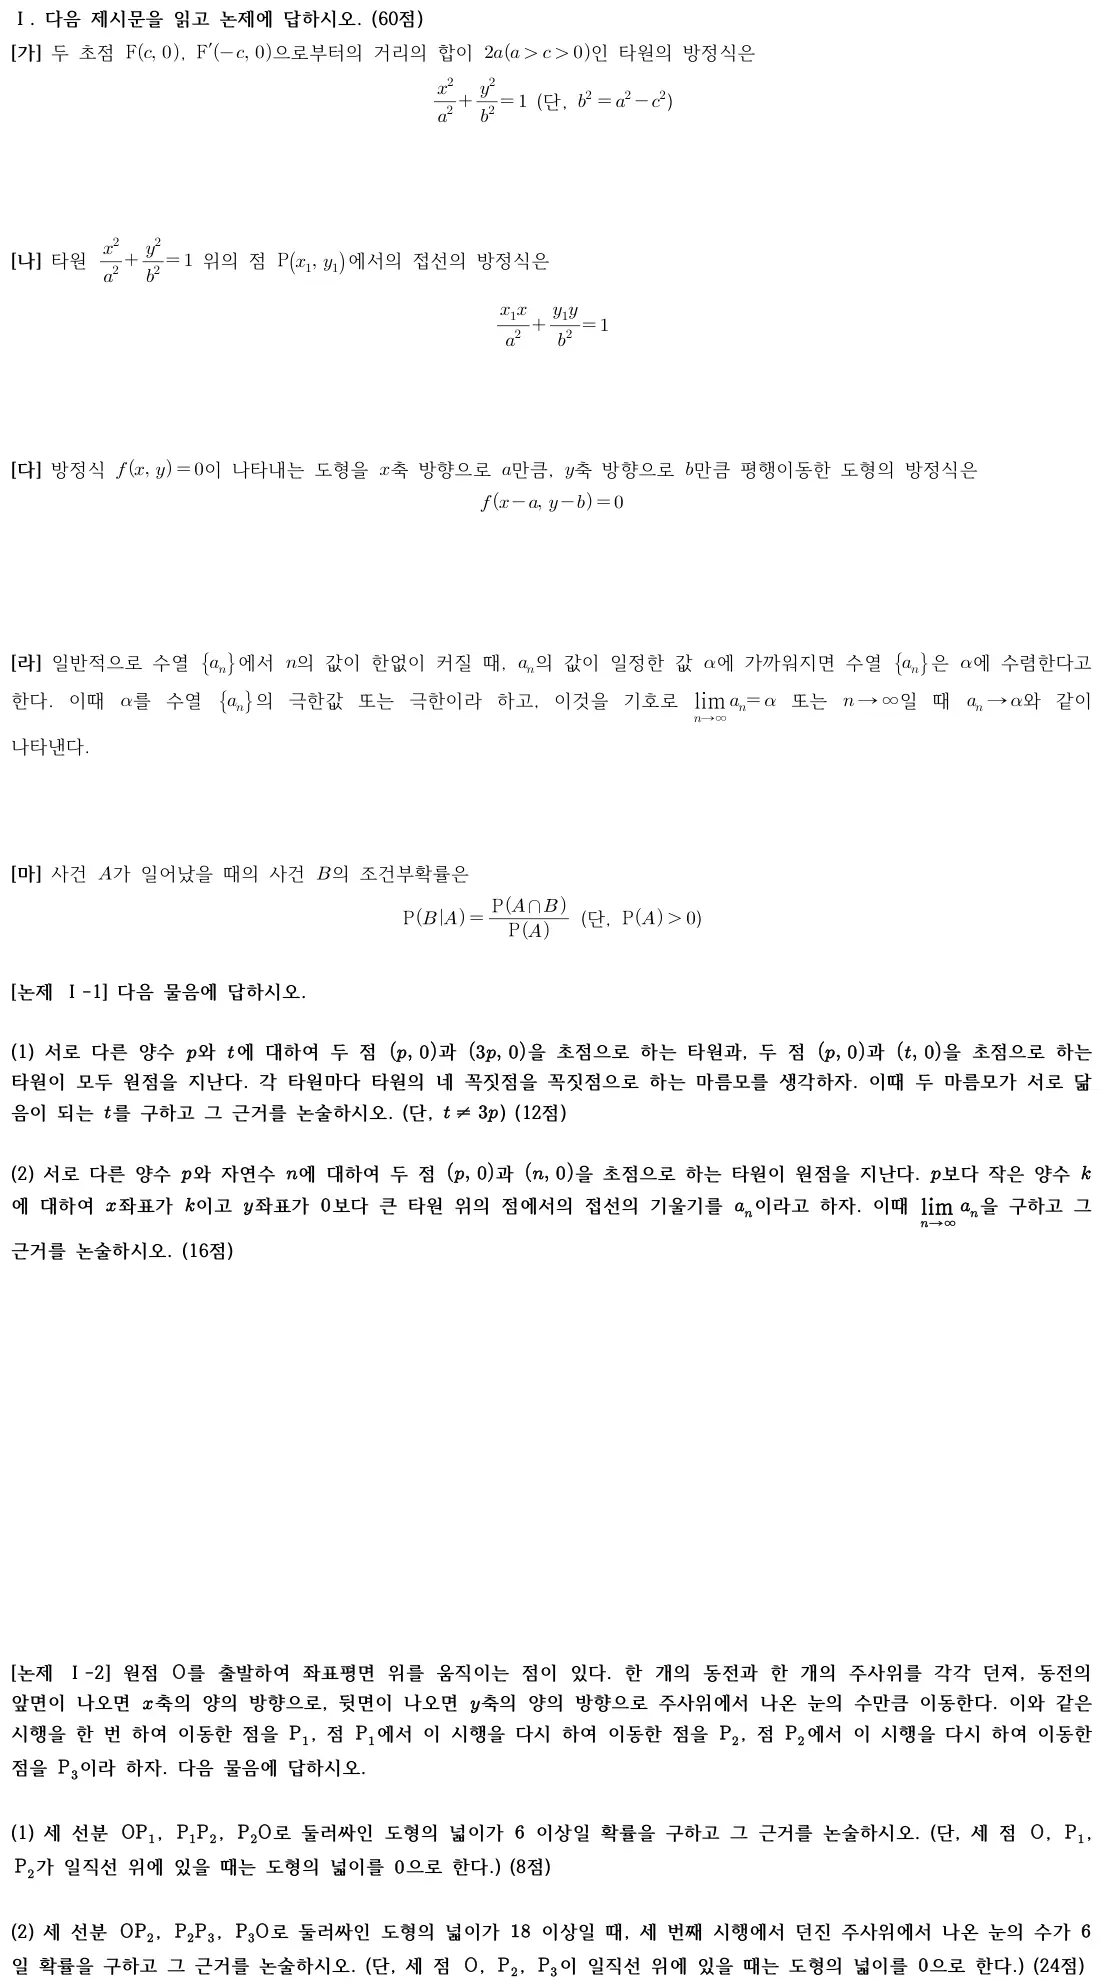 Ⅰ. 다음 제시문을 읽고 논제에 답하시오. (60점)
[가] 두 초점 F(c, 0), F′(−c, 0)으로부터의 거리의 합이 2a(a>c>0)인 타원의 방정식은
x²/a² + y²/b² = 1 (단, b² = a² − c²)
[나] 타원 x²/a² + y²/b² = 1 위의 점 P(x₁, y₁)에서의 접선의 방정식은
x₁x/a² + y₁y/b² = 1
[다] 방정식 f(x, y)=0이 나타내는 도형을 x축 방향으로 a만큼, y축 방향으로 b만큼 평행이동한 도형의 방정식은
f(x−a, y−b)=0
[라] 일반적으로 수열 {aₙ}에서 n의 값이 한없이 커질 때, aₙ의 값이 일정한 값 α에 가까워지면 수열 {aₙ}은 α에 수렴한다고
한다. 이때 α를 수열 {aₙ}의 극한값 또는 극한이라 하고, 이것을 기호로 lim n→∞ aₙ=α 또는 n→∞일 때 aₙ→α와 같이
나타낸다.
[마] 사건 A가 일어났을 때의 사건 B의 조건부확률은
P(B|A) = P(A∩B)/P(A) (단, P(A)>0)
[논제 Ⅰ-1] 다음 물음에 답하시오.
(1) 서로 다른 양수 p와 t에 대하여 두 점 (p, 0)과 (3p, 0)을 초점으로 하는 타원과, 두 점 (p, 0)과 (t, 0)을 초점으로 하는
타원이 모두 원점을 지난다. 각 타원마다 타원의 네 꼭짓점을 꼭짓점으로 하는 마름모를 생각하자. 이때 두 마름모가 서로 닮
음이 되는 t를 구하고 그 근거를 논술하시오. (단, t ≠ 3p) (12점)
(2) 서로 다른 양수 p와 자연수 n에 대하여 두 점 (p, 0)과 (n, 0)을 초점으로 하는 타원이 원점을 지난다. p보다 작은 양수 k
에 대하여 x좌표가 k이고 y좌표가 0보다 큰 타원 위의 점에서의 접선의 기울기를 aₙ이라고 하자. 이때 lim n→∞ aₙ을 구하고 그
근거를 논술하시오. (16점)
[논제 Ⅰ-2] 원점 O를 출발하여 좌표평면 위를 움직이는 점이 있다. 한 개의 동전과 한 개의 주사위를 각각 던져, 동전의
앞면이 나오면 x축의 양의 방향으로, 뒷면이 나오면 y축의 양의 방향으로 주사위에서 나온 눈의 수만큼 이동한다. 이와 같은
시행을 한 번 하여 이동한 점을 P₁, 점 P₁에서 이 시행을 다시 하여 이동한 점을 P₂, 점 P₂에서 이 시행을 다시 하여 이동한
점을 P₃이라 하자. 다음 물음에 답하시오.
(1) 세 선분 OP₁, P₁P₂, P₂O로 둘러싸인 도형의 넓이가 6 이상일 확률을 구하고 그 근거를 논술하시오. (단, 세 점 O, P₁,
P₂가 일직선 위에 있을 때는 도형의 넓이를 0으로 한다.) (8점)
(2) 세 선분 OP₂, P₂P₃, P₃O로 둘러싸인 도형의 넓이가 18 이상일 때, 세 번째 시행에서 던진 주사위에서 나온 눈의 수가 6
일 확률을 구하고 그 근거를 논술하시오. (단, 세 점 O, P₂, P₃이 일직선 위에 있을 때는 도형의 넓이를 0으로 한다.) (24점)